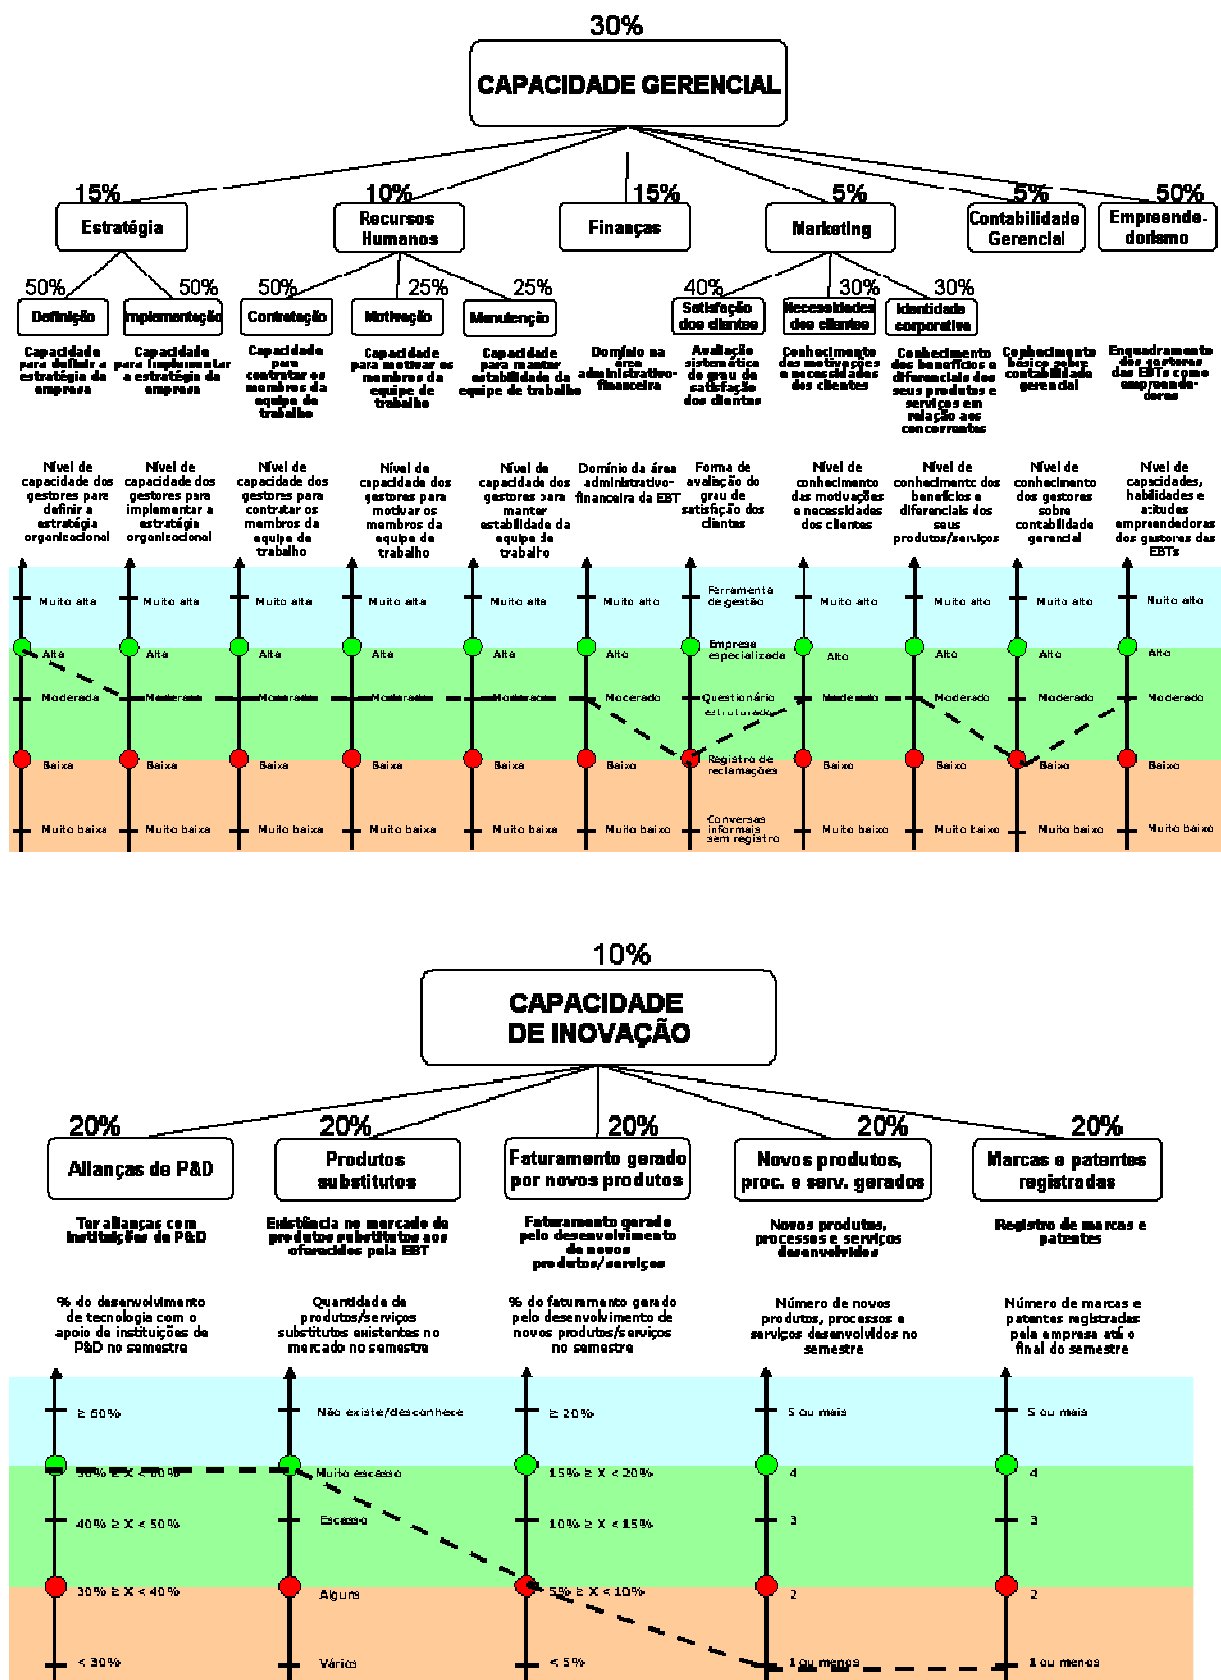 30%
CAPACIDADE GERENCIAL
15%
10%
15%
5%
5%
50%
Estratégia
Recursos
Humanos
Finanças
Marketing
Contabilidade
Gerencial
Empreende-
dorismo
50%
50%
50%
25%
25%
40%
30%
30%
Definição
Implementação
Contratação
Motivação
Manutenção
Satisfação
dos clientes
Necessidades
dos clientes
Identidade
corporativa
Capacidade
para definir a
estratégia da
empresa
Capacidade
para implementar
a estratégia da
empresa
Capacidade
para
contratar os
membros da
equipe de
trabalho
Capacidade
para motivar os
membros da
equipe de
trabalho
Capacidade
para manter
estabilidade da
equipe de trabalho
Domínio na
área
administrativo-
financeira
Avaliação
sistemática
do grau de
satisfação
dos clientes
Conhecimento
das motivações
e necessidades
dos clientes
Conhecimento
dos benefícios e
diferenciais dos
seus produtos e
serviços em
relação aos
concorrentes
Conhecimento
básico sobre
contabilidade
gerencial
Enquadramento
dos gestores
das EBTs como
empreende-
dores
Nível de
capacidade dos
gestores para
definir a
estratégia
organizacional
Nível de
capacidade dos
gestores para
implementar a
estratégia
organizacional
Nível de
capacidade dos
gestores para
contratar os
membros da
equipe de
trabalho
Nível de
capacidade dos
gestores para
motivar os
membros da
equipe de
trabalho
Nível de
capacidade dos
gestores para
manter
estabilidade da
equipe de
trabalho
Domínio da área
administrativo-
financeira da EBT
Forma de
avaliação do
grau de
satisfação dos
clientes
Nível de
conhecimento
das motivações
e necessidades
dos clientes
Nível de
conhecimento dos
benefícios e
diferenciais dos
seus
produtos/serviços
Nível de
conhecimento
dos gestores
sobre
contabilidade
gerencial
Nível de
capacidades,
habilidades e
atitudes
empreendedoras
dos gestores das
EBTs
Muito alta
Muito alta
Muito alta
Muito alta
Muito alta
Muito alto
Ferramenta
de gestão
Muito alto
Muito alto
Muito alto
Muito alto
Alta
Alta
Alta
Alta
Alta
Alto
Empresa
especializada
Alto
Alto
Alto
Alto
Moderada
Moderada
Moderada
Moderada
Moderada
Moderado
Questionário
estruturado
Moderado
Moderado
Moderado
Moderado
Baixa
Baixa
Baixa
Baixa
Baixa
Baixo
Registro de
reclamações
Baixo
Baixo
Baixo
Baixo
Muito baixa
Muito baixa
Muito baixa
Muito baixa
Muito baixa
Muito baixo
Conversas
informais
sem registro
Muito baixo
Muito baixo
Muito baixo
Muito baixo
10%
CAPACIDADE
DE INOVAÇÃO
20%
20%
20%
20%
20%
Alianças de P&D
Produtos
substitutos
Faturamento gerado
por novos produtos
Novos produtos,
proc. e serv. gerados
Marcas e patentes
registradas
Ter alianças com
Instituições de P&D
Existência no mercado de
produtos substitutos aos
oferecidos pela EBT
Faturamento gerado
pelo desenvolvimento
de novos
produtos/serviços
Novos produtos,
processos e serviços
desenvolvidos
Registro de marcas e
patentes
% do desenvolvimento
de tecnologia com o
apoio de instituições de
P&D no semestre
Quantidade de
produtos/serviços
substitutos existentes no
mercado no semestre
% do faturamento gerado
pelo desenvolvimento de
novos produtos/serviços
no semestre
Número de novos
produtos, processos e
serviços desenvolvidos no
semestre
Número de marcas e
patentes registradas
pela empresa até o
final do semestre
≥ 60%
Não existe/desconhece
≥ 20%
5 ou mais
5 ou mais
50% ≥ X < 60%
Muito escasso
15% ≥ X < 20%
4
4
40% ≥ X < 50%
Escasso
10% ≥ X < 15%
3
3
30% ≥ X < 40%
Alguns
5% ≥ X < 10%
2
2
< 30%
Vários
< 5%
1 ou menos
1 ou menos